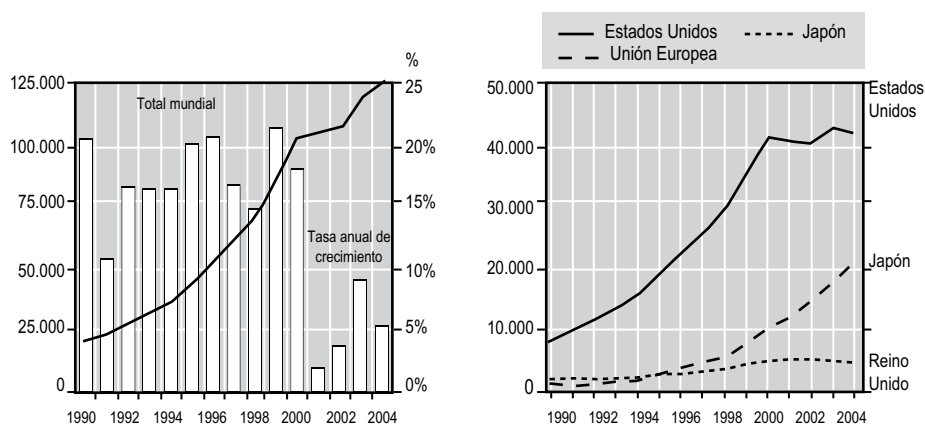 %
125.000
100.000
75.000
50.000
25.000
0
25
20%
15%
10%
5%
0%
Total mundial
Tasa anual de
crecimiento
1990 1992 1994 1996 1998 2000 2002 2004
Estados Unidos Japón
Unión Europea
50.000
40.000
30.000
20.000
10.000
0
Estados
Unidos
Japón
Reino
Unido
1990 1992 1994 1996 1998 2000 2002 2004